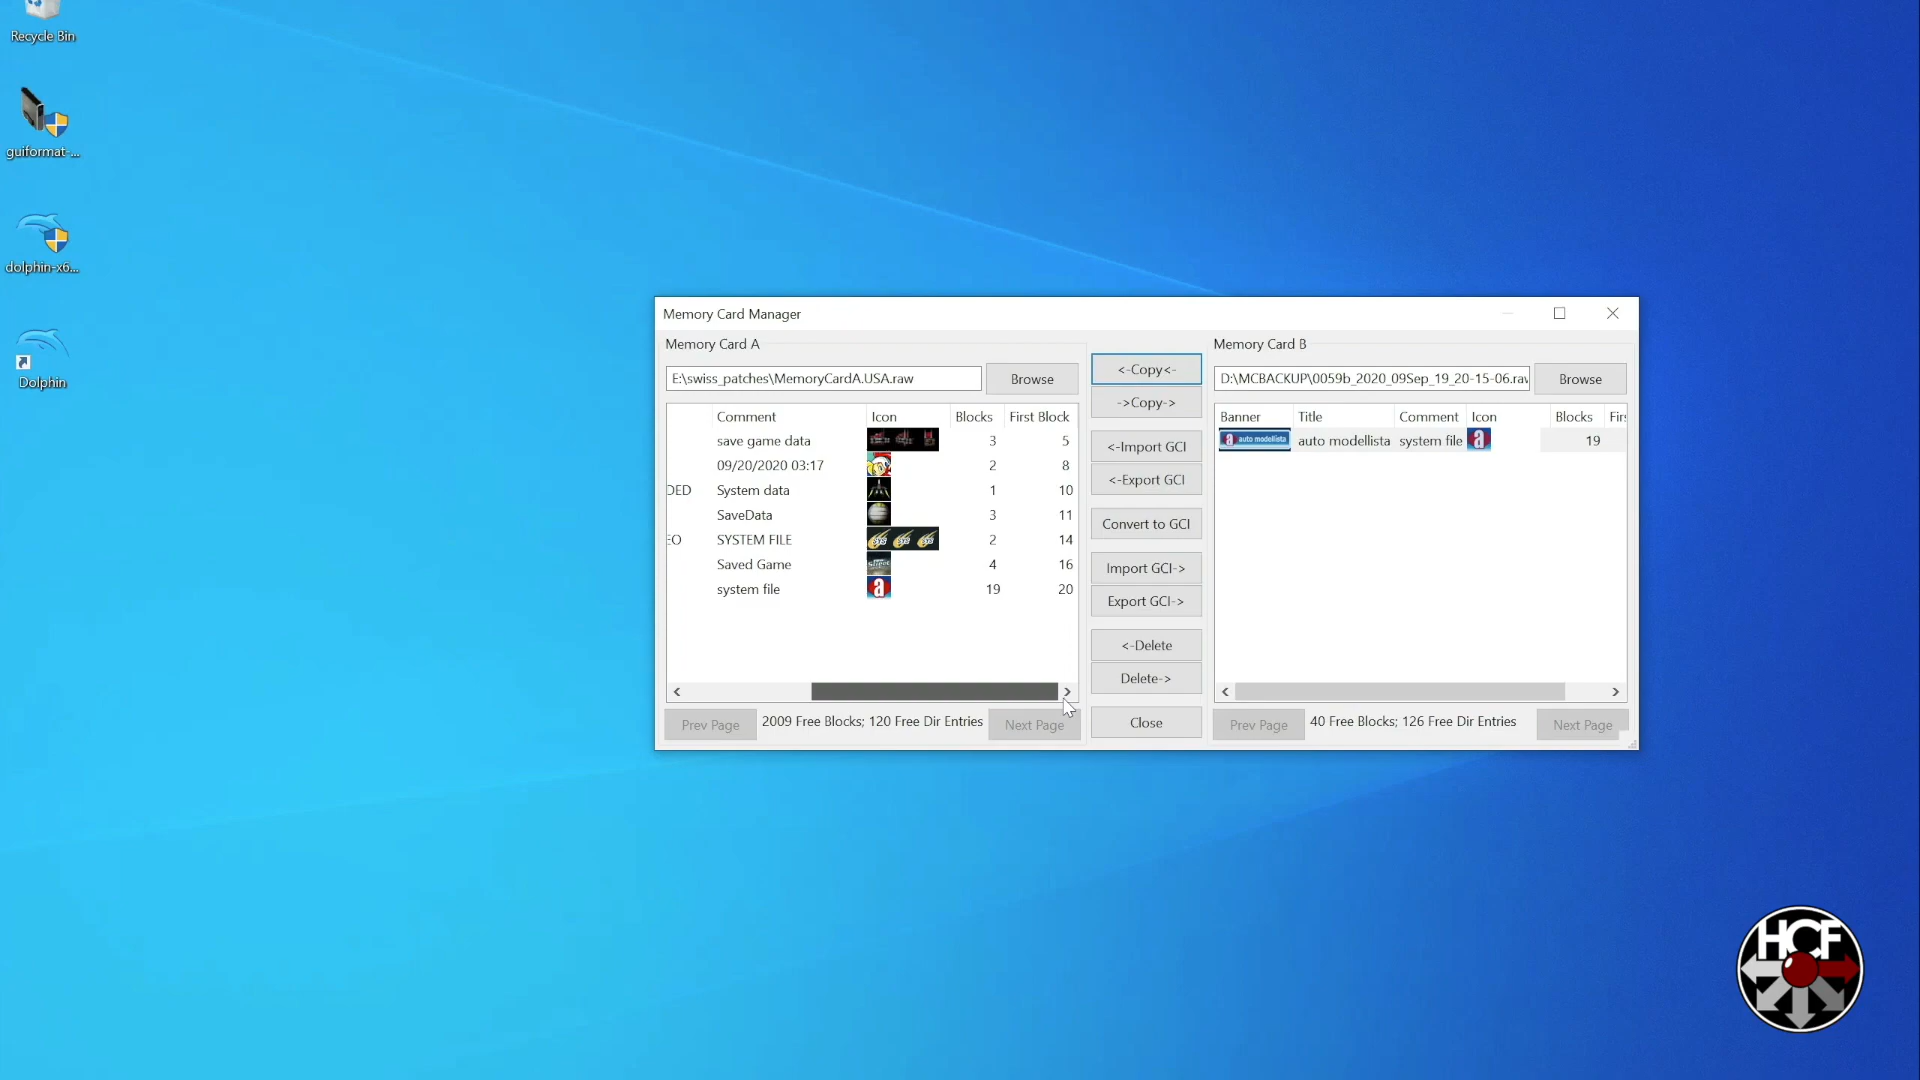 Recycle Bin
guiformat-...
dolphin-x6...
Dolphin
Memory Card Manager
Memory Card A
E:\swiss_patches\MemoryCardA.USA.raw
Browse
Comment Icon Blocks First Block
save game data 3 5
09/20/2020 03:17 2 8
DED System data 1 10
SaveData 3 11
EO SYSTEM FILE 2 14
Saved Game 4 16
system file a 19 20
Prev Page
2009 Free Blocks; 120 Free Dir Entries
Next Page
<-Copy<-
->Copy->
<-Import GCI
<-Export GCI
Convert to GCI
Import GCI->
Export GCI->
<-Delete
Delete->
Close
Memory Card B
D:\MCBACKUP\0059b_2020_09Sep_19_20-15-06.raw
Browse
Banner Title Comment Icon Blocks Firs
a auto modellista auto modellista system file a 19
Prev Page
40 Free Blocks; 126 Free Dir Entries
Next Page
HCF